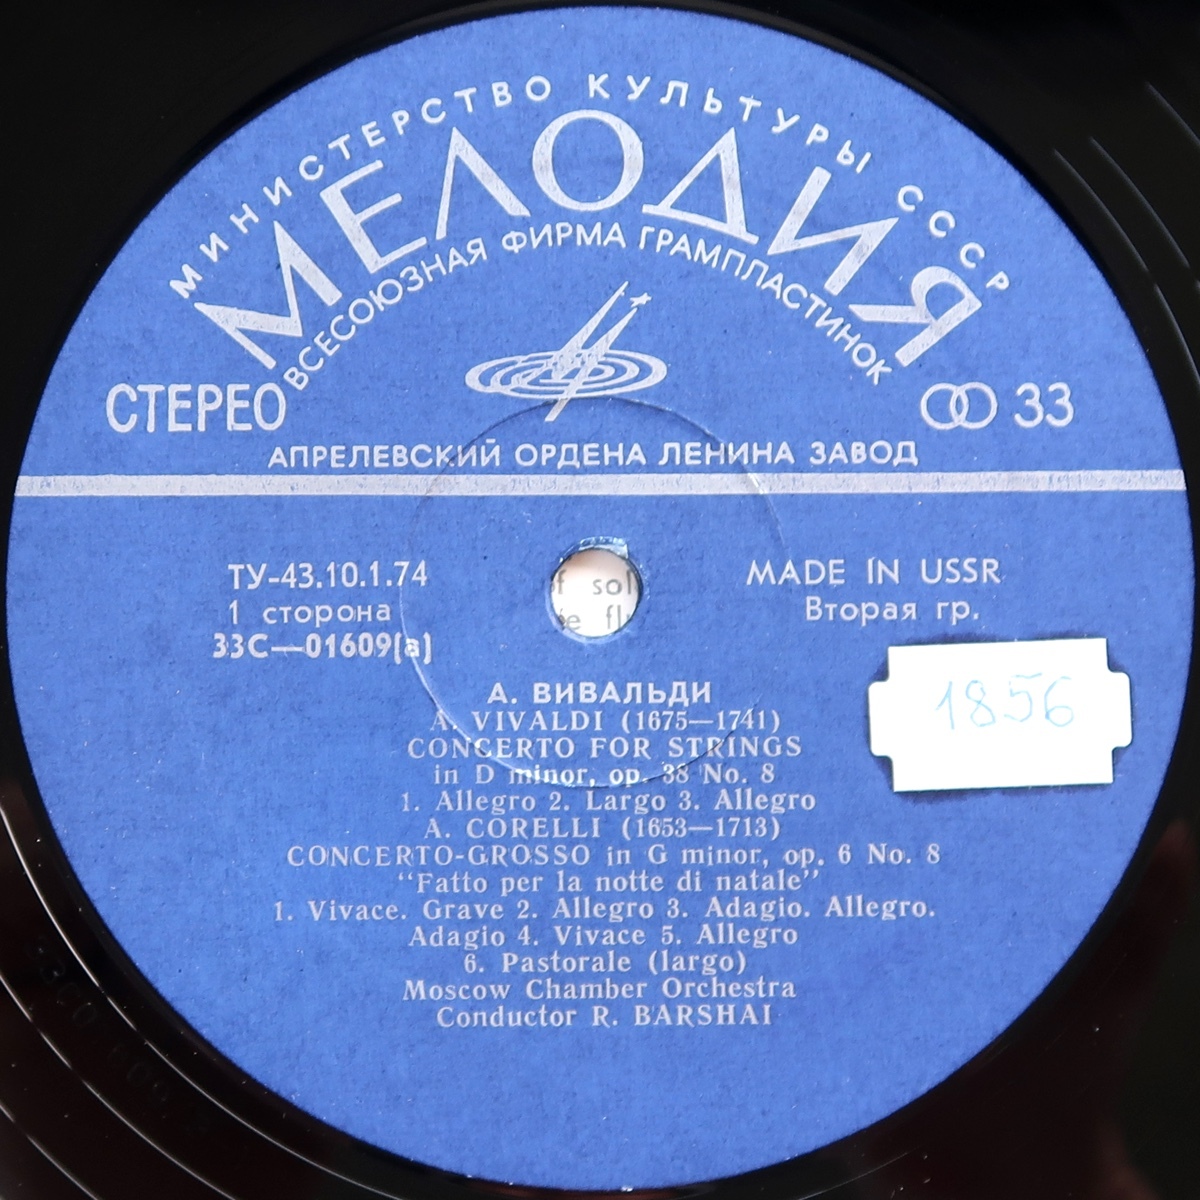 МИНИСТЕРСТВО КУЛЬТУРЫ СССР
МЕЛОДИЯ
ВСЕСОЮЗНАЯ ФИРМА ГРАМПЛАСТИНОК
СТЕРЕО
33
АПРЕЛЕВСКИЙ ОРДЕНА ЛЕНИНА ЗАВОД
ТУ-43.10.1.74
1 сторона
33С—01609(а)
MADE IN USSR
Вторая гр.
1856
А. ВИВАЛЬДИ
A. VIVALDI (1675—1741)
CONCERTO FOR STRINGS
in D minor, op. 38 No. 8
1. Allegro 2. Largo 3. Allegro
A. CORELLI (1653—1713)
CONCERTO-GROSSO in G minor, op. 6 No. 8
“Fatto per la notte di natale”
1. Vivace. Grave 2. Allegro 3. Adagio. Allegro.
Adagio 4. Vivace 5. Allegro
6. Pastorale (largo)
Moscow Chamber Orchestra
Conductor R. BARSHAI